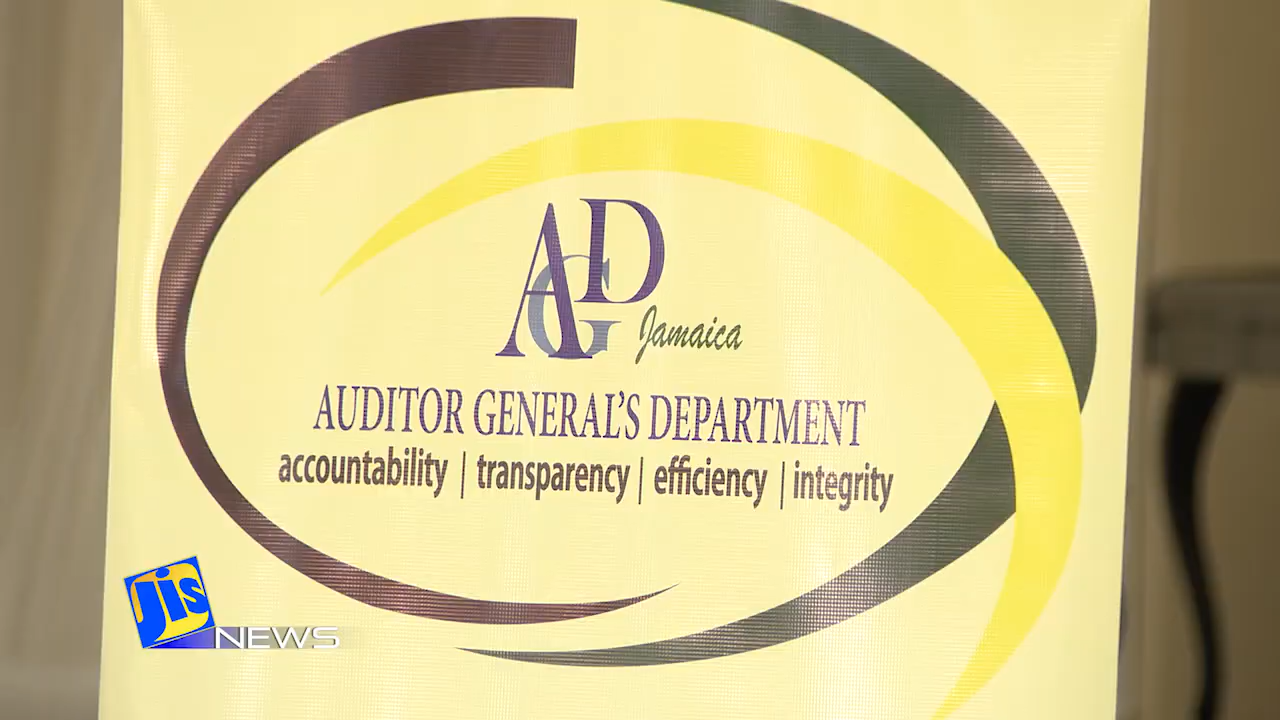 AGD
Jamaica
AUDITOR GENERAL'S DEPARTMENT
accountability | transparency | efficiency | integrity
jis NEWS